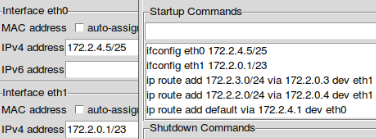 Interface eth0
MAC address auto-assig
IPv4 address 172.2.4.5/25
IPv6 address
Interface eth1
MAC address auto-assig
IPv4 address 172.2.0.1/23
Startup Commands
ifconfig eth0 172.2.4.5/25
ifconfig eth1 172.2.0.1/23
ip route add 172.2.3.0/24 via 172.2.0.3 dev eth1
ip route add 172.2.2.0/24 via 172.2.0.4 dev eth1
ip route add default via 172.2.4.1 dev eth0
Shutdown Commands